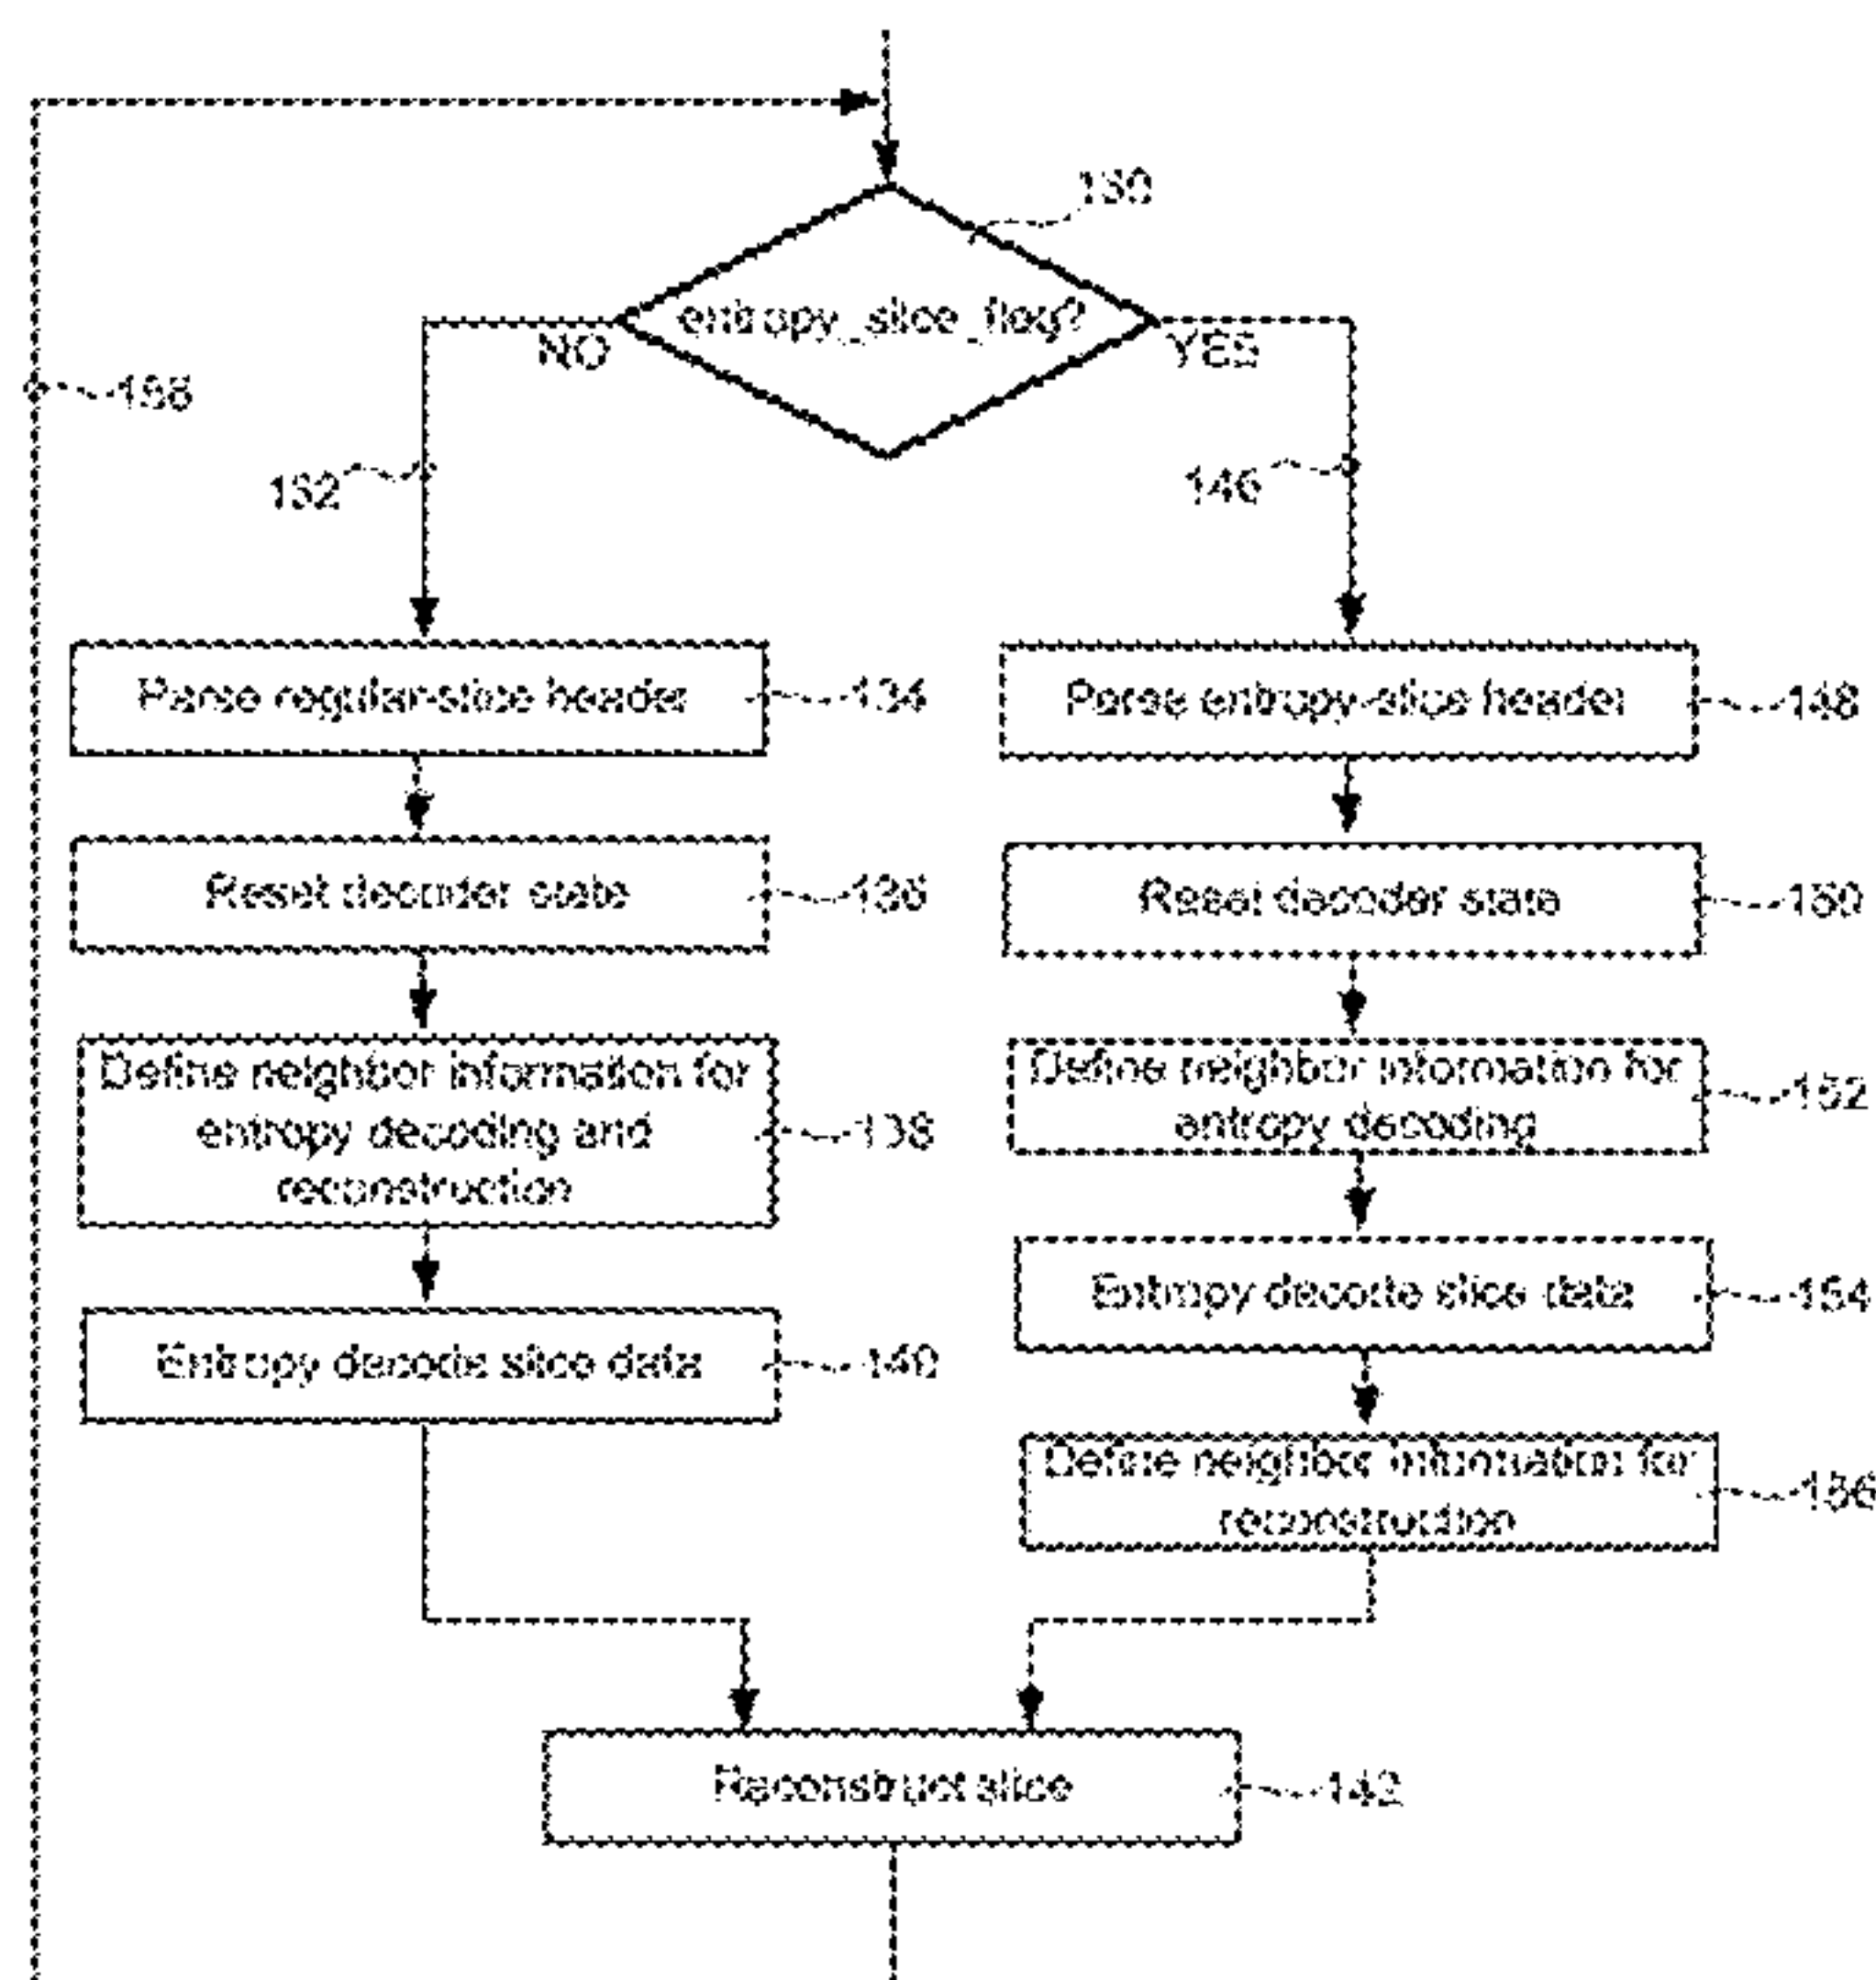 130
entropy_slice_flag?
NO
YES
158
132
146
Parse regular-slice header
134
Parse entropy-slice header
148
Reset decoder state
136
Reset decoder state
150
Define neighbor information for
entropy decoding and
reconstruction
138
Define neighbor information for
entropy decoding
152
Entropy decode slice data
154
Entropy decode slice data
140
Define neighbor information for
reconstruction
156
Reconstruct slice
142